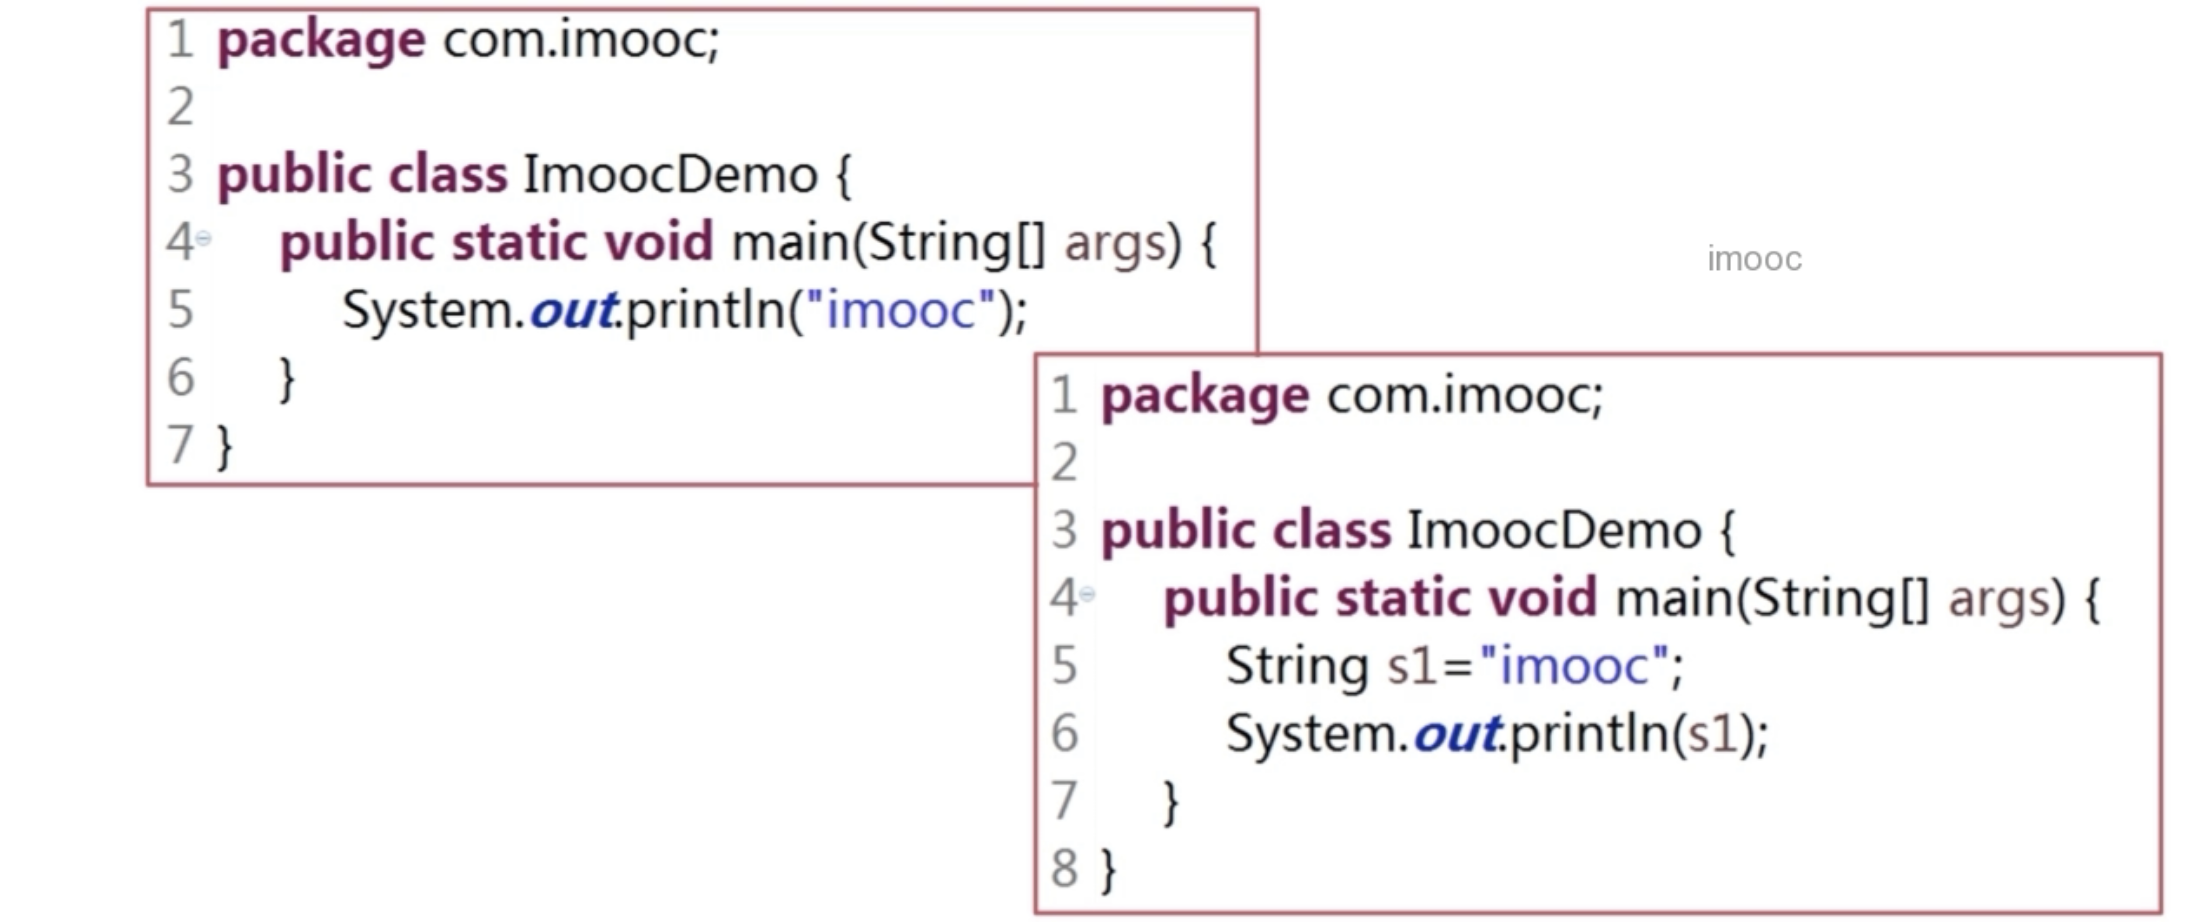 1 package com.imooc;
2
3 public class ImoocDemo {
4 public static void main(String[] args) {
5 System.out.println("imooc");
6 }
7 }
imooc
1 package com.imooc;
2
3 public class ImoocDemo {
4 public static void main(String[] args) {
5 String s1="imooc";
6 System.out.println(s1);
7 }
8 }